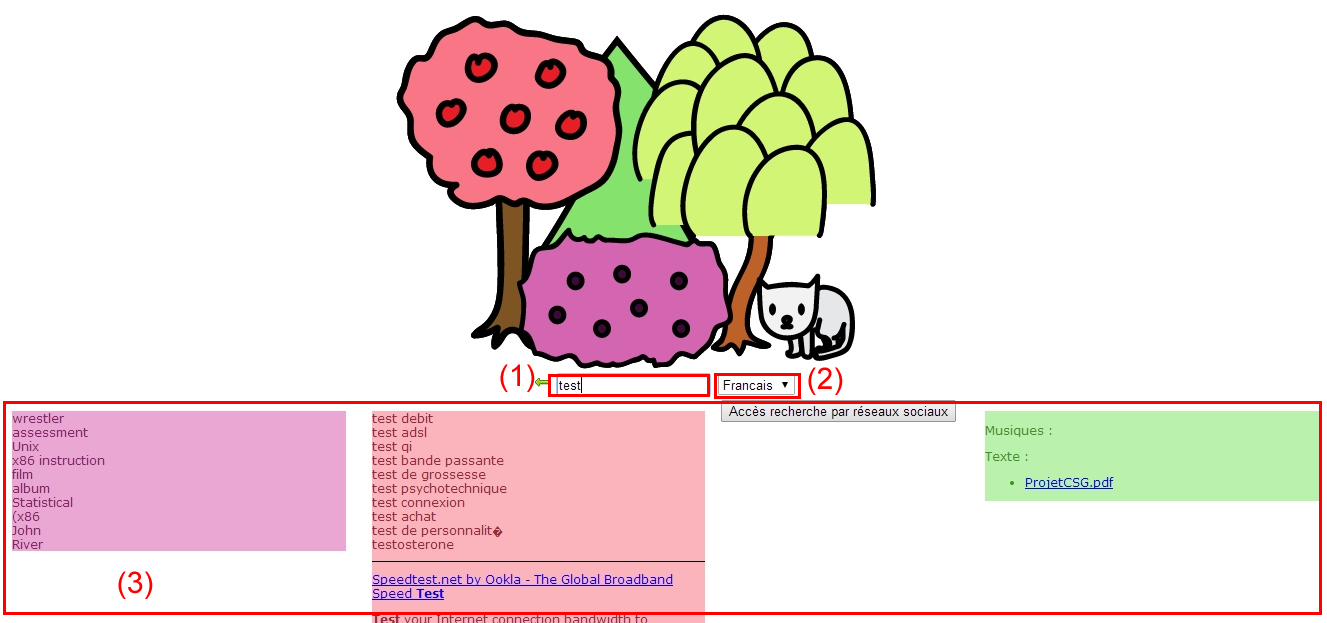 (1)
test
Francais
(2)
Accès recherche par réseaux sociaux
wrestler
assessment
Unix
x86 instruction
film
album
Statistical
(x86
John
River
(3)
test debit
test adsl
test qi
test bande passante
test de grossesse
test psychotechnique
test connexion
test achat
test de personnalit�
testosterone
Speedtest.net by Ookla - The Global Broadband
Speed Test
Test your Internet connection bandwidth to
Musiques :
Texte :
• ProjetCSG.pdf